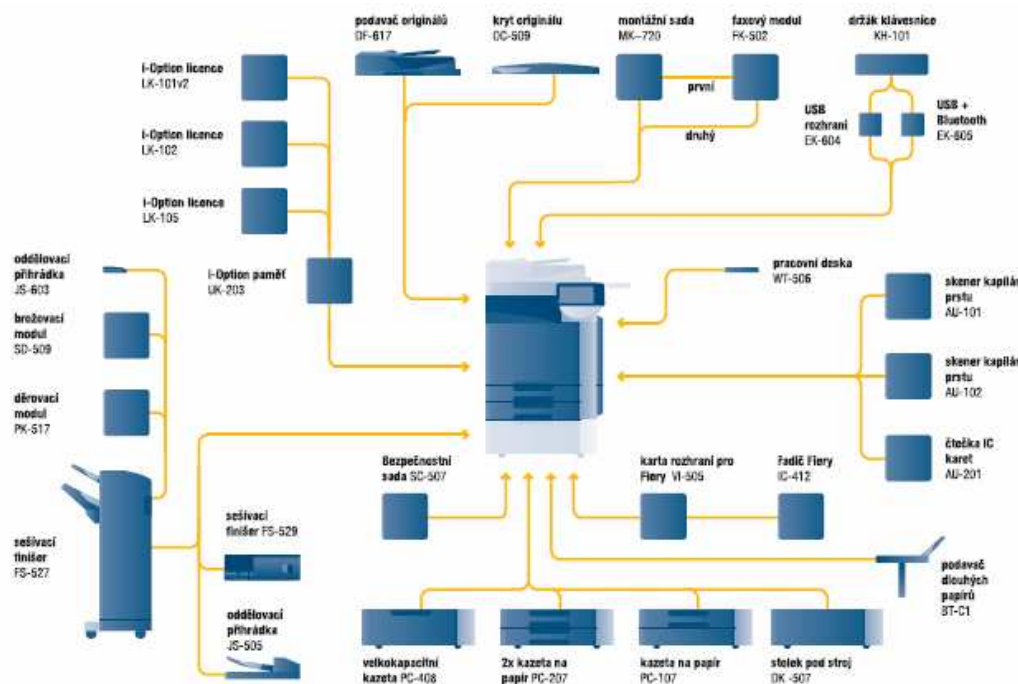 podavač originálů
DF-617
kryt originálu
OC-509
montážní sada
MK-720
faxový modul
FK-502
držák klávesnice
KH-101
první
druhý
USB
rozhraní
EK-604
USB +
Bluetooth
EK-605
i-Option licence
LK-101v2
i-Option licence
LK-102
i-Option licence
LK-105
i-Option paměť
UK-203
oddělovací
přihrádka
JS-603
brožovací
modul
SD-509
děrovací
modul
PK-517
sešívací
finišer
FS-527
sešívací
finišer FS-529
oddělovací
přihrádka
JS-505
pracovní deska
WT-506
skener kapilár
prstu
AU-101
skener kapilár
prstu
AU-102
čtečka IC
karet
AU-201
Bezpečnostní
sada SC-507
karta rozhraní pro
Fiery VI-505
řadič Fiery
IC-412
podavač
dlouhých
papírů
BT-C1
velkokapacitní
kazeta PC-408
2x kazeta na
papír PC-207
kazeta na papír
PC-107
stolek pod stroj
DK -507